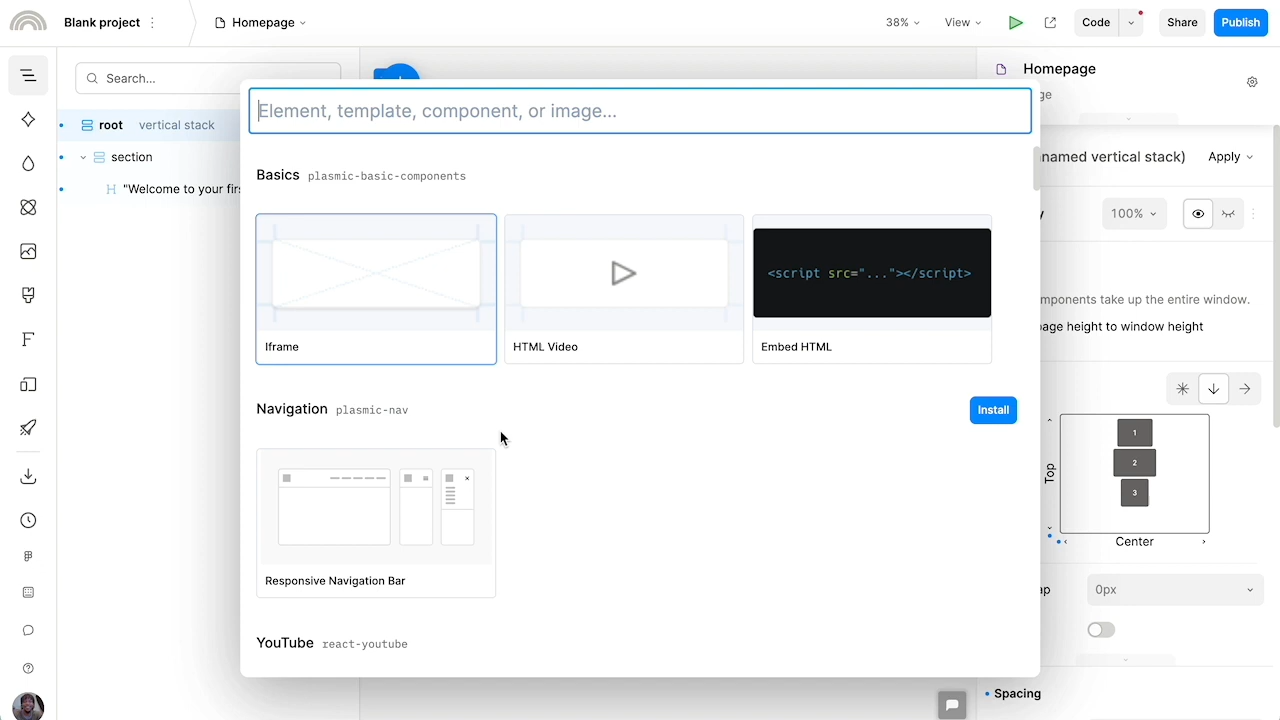 Blank project
Homepage
38%
View
Code
Share
Publish
Search...
Homepage
ge
Element, template, component, or image...
root vertical stack
section
"Welcome to your firs
Basics plasmic-basic-components
named vertical stack) Apply
y
100%
<script src="..."></script>
Iframe
HTML Video
Embed HTML
mponents take up the entire window.
page height to window height
Navigation plasmic-nav
Install
1
2
3
Top
Center
Responsive Navigation Bar
ap
0px
YouTube react-youtube
Spacing